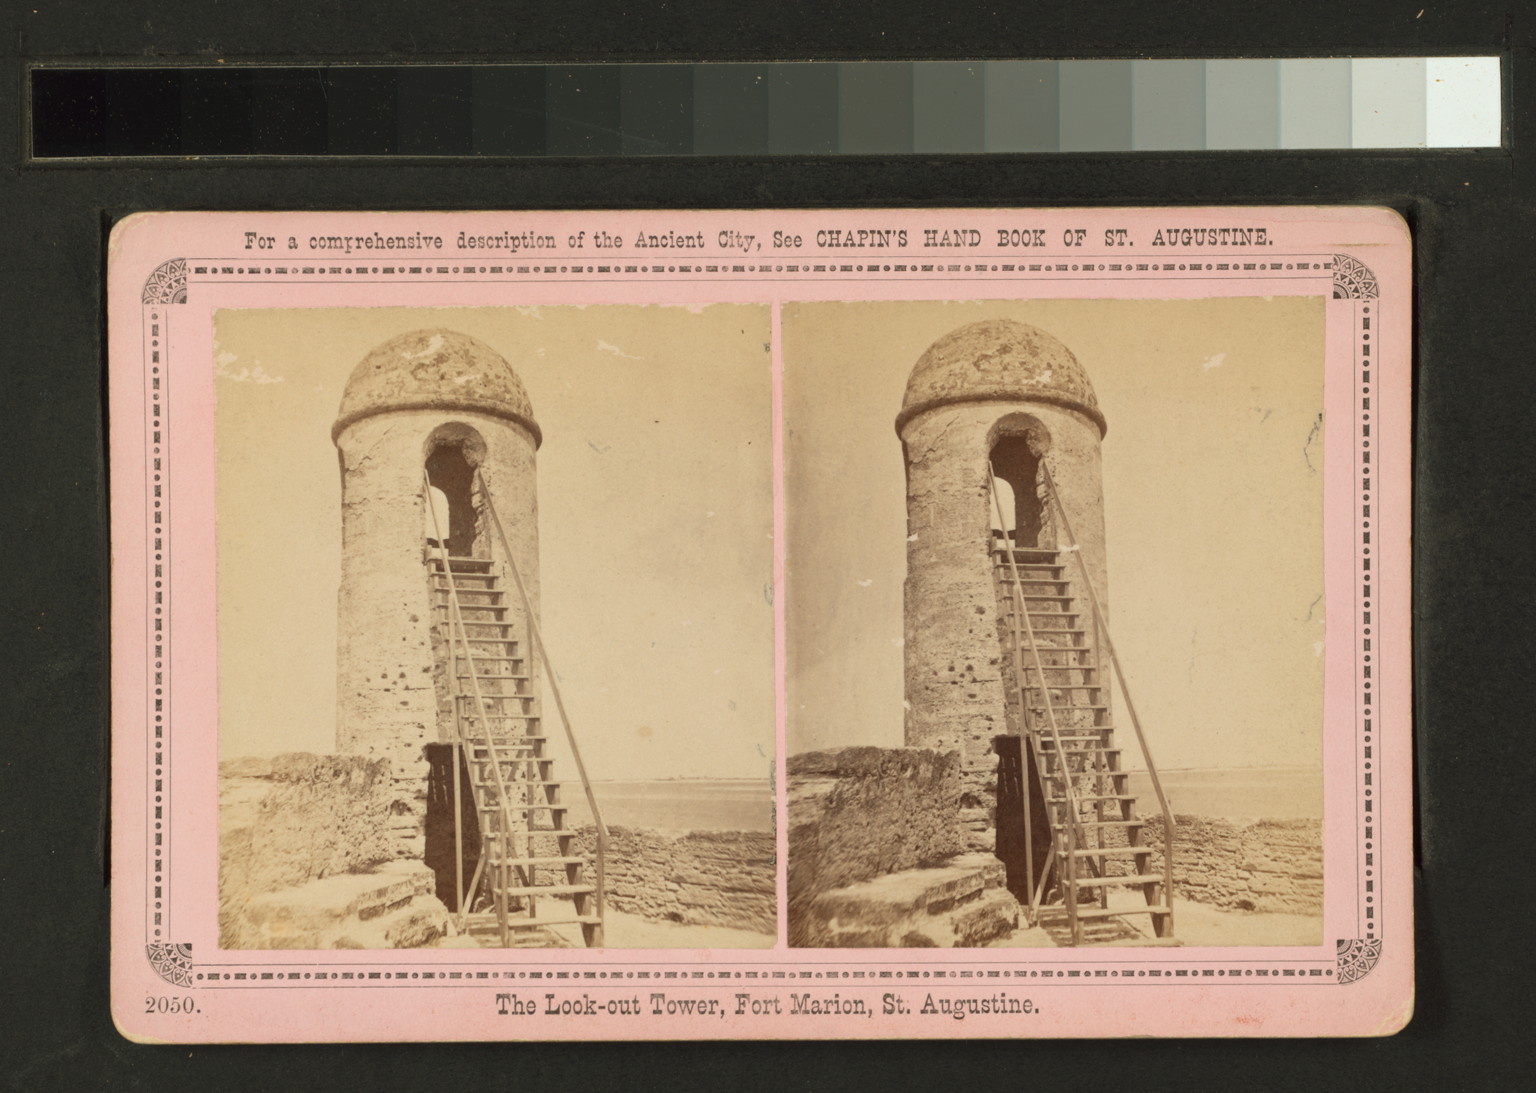 For a comprehensive description of the Ancient City, See CHAPIN'S HAND BOOK OF ST. AUGUSTINE.
2050.
The Look-out Tower, Fort Marion, St. Augustine.